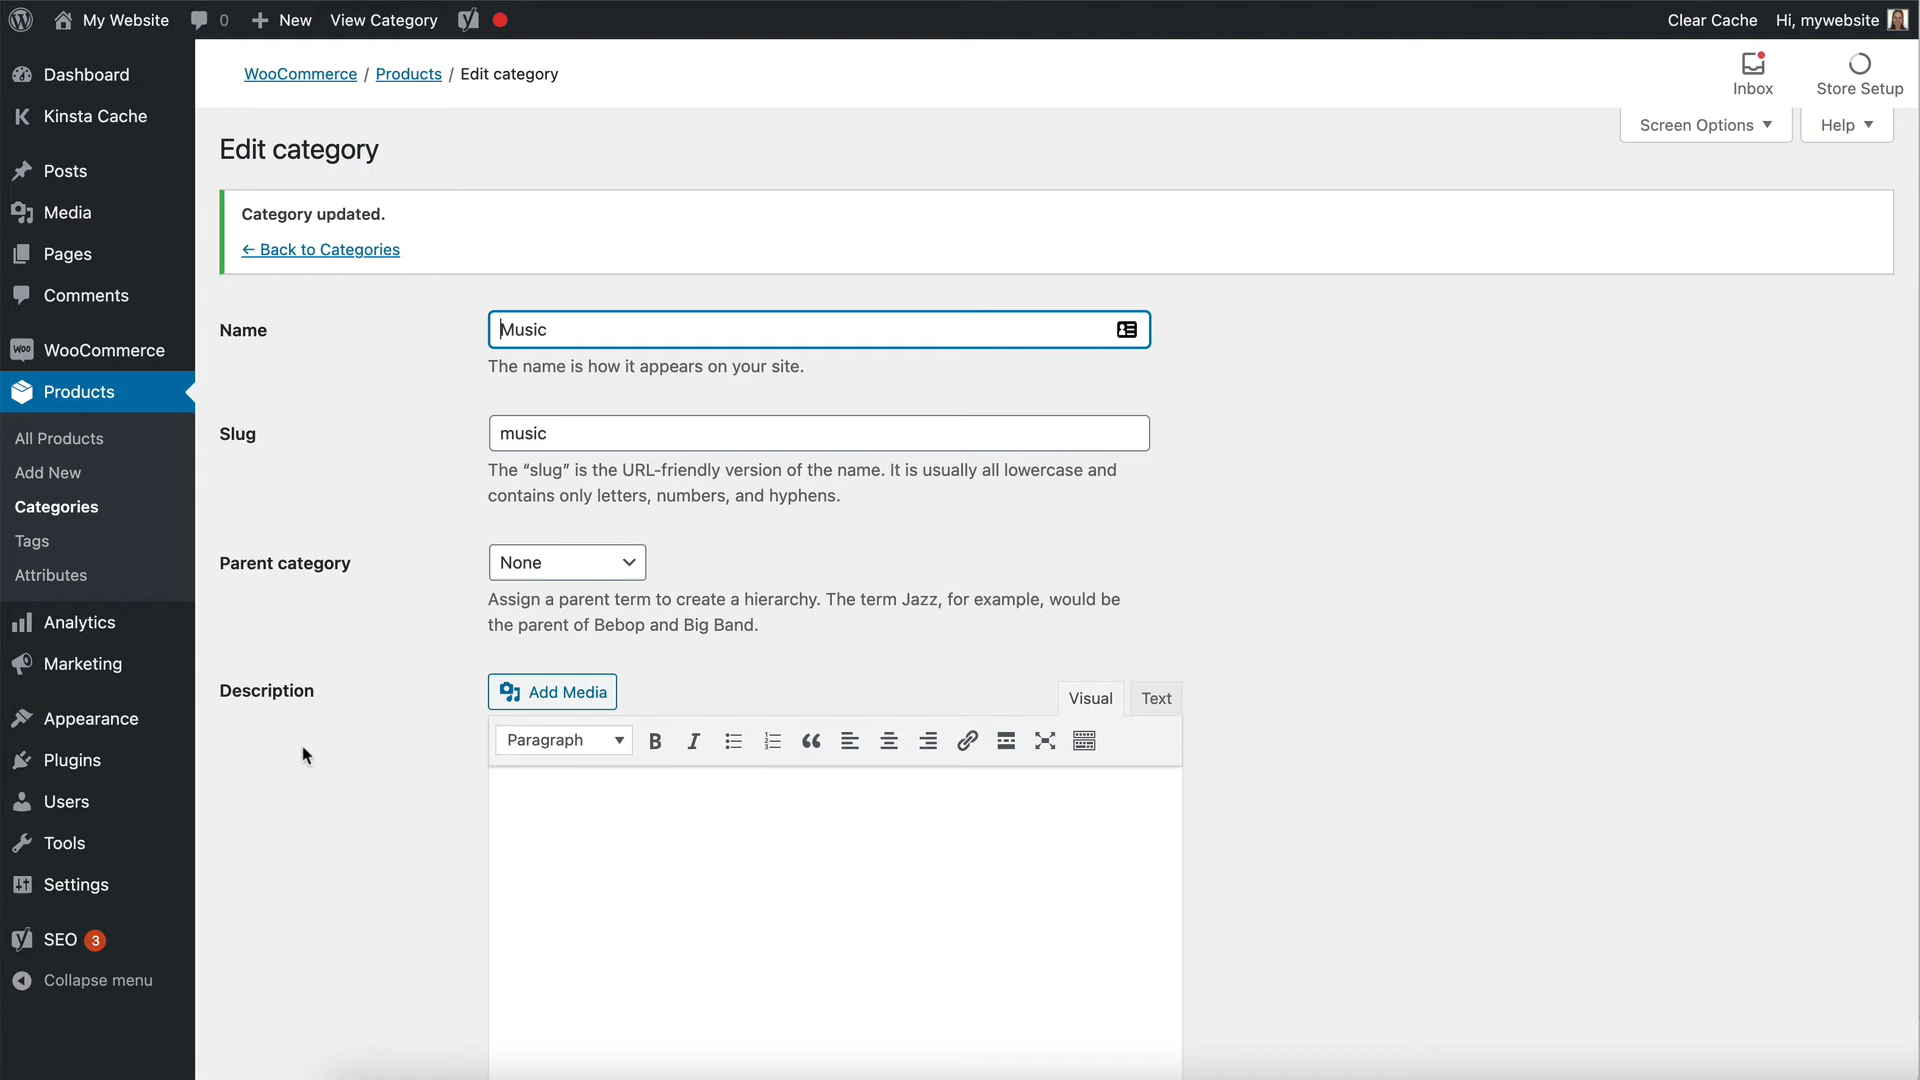 My Website
0
New
View Category
Clear Cache
Hi, mywebsite
Dashboard
Kinsta Cache
Posts
Media
Pages
Comments
WOO
WooCommerce
Products
All Products
Add New
Categories
Tags
Attributes
Analytics
Marketing
Appearance
Plugins
Users
Tools
Settings
SEO 3
Collapse menu
WooCommerce / Products / Edit category
Inbox
Store Setup
Screen Options
Help
Edit category
Category updated.
← Back to Categories
Name
Music
The name is how it appears on your site.
Slug
music
The “slug” is the URL-friendly version of the name. It is usually all lowercase and
contains only letters, numbers, and hyphens.
Parent category
None
Assign a parent term to create a hierarchy. The term Jazz, for example, would be
the parent of Bebop and Big Band.
Description
Add Media
Visual
Text
Paragraph
B
I